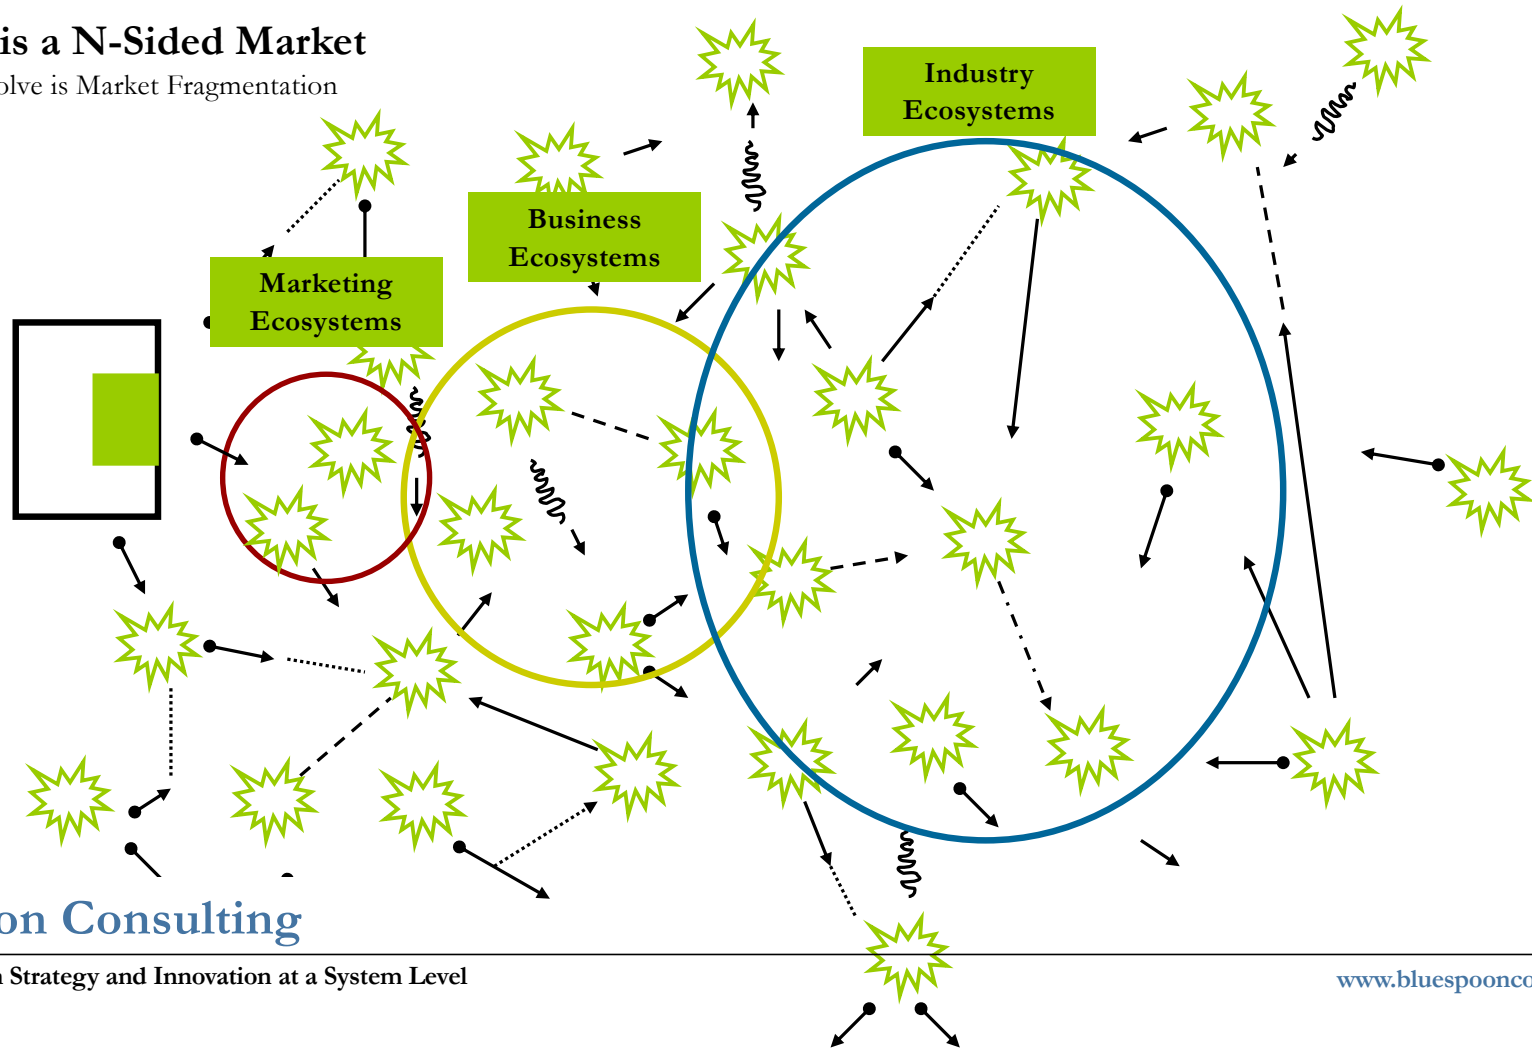 is a N-Sided Market
olve is Market Fragmentation
Industry
Ecosystems
Business
Ecosystems
Marketing
Ecosystems
on Consulting
n Strategy and Innovation at a System Level
www.bluespoonco